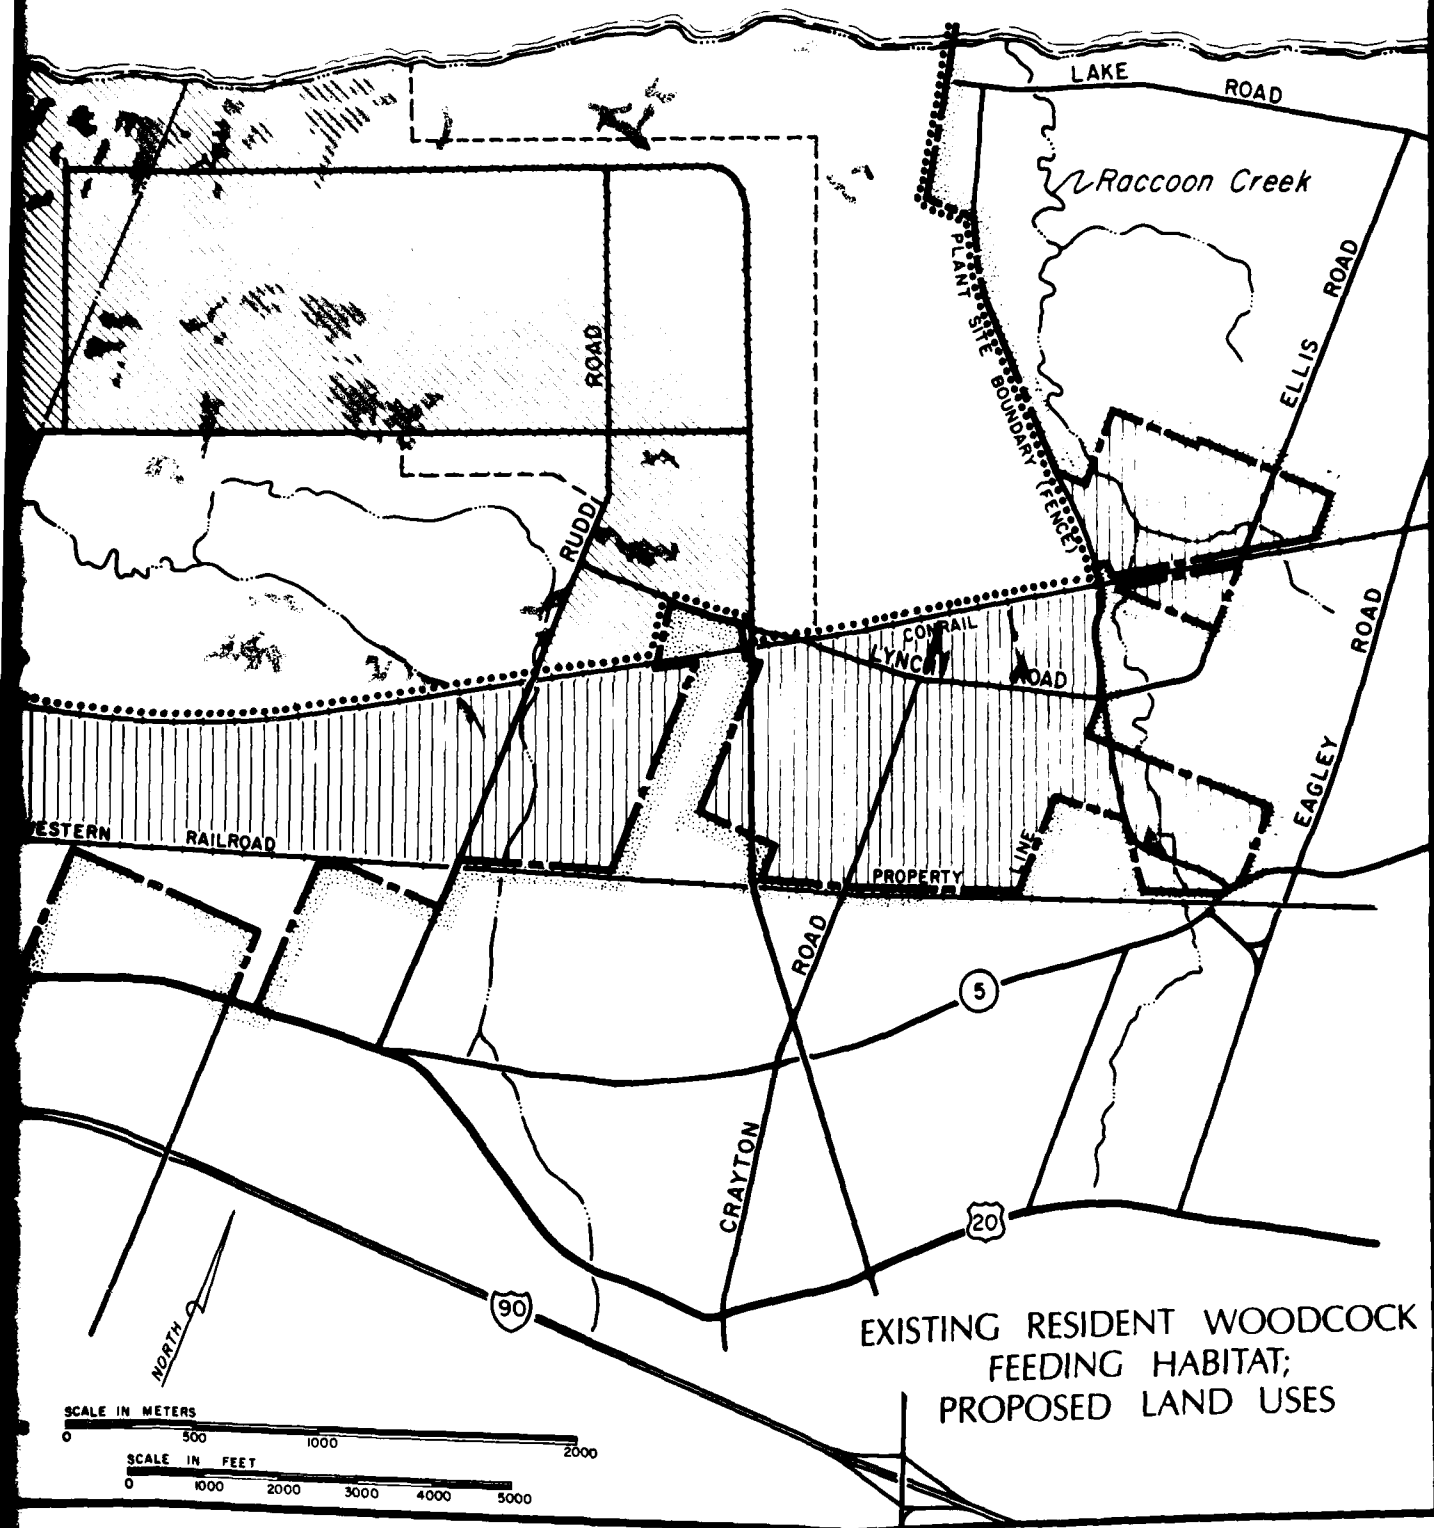 LAKE ROAD
Raccoon Creek
PLANT SITE BOUNDARY (FENCE)
ELLIS ROAD
ROAD
RUDD
CONRAIL
LYNCH ROAD
EAGLEY ROAD
WESTERN RAILROAD
PROPERTY LINE
ROAD
5
CRAYTON
20
90
NORTH
EXISTING RESIDENT WOODCOCK
FEEDING HABITAT;
PROPOSED LAND USES
SCALE IN METERS
0 500 1000 2000
SCALE IN FEET
0 1000 2000 3000 4000 5000